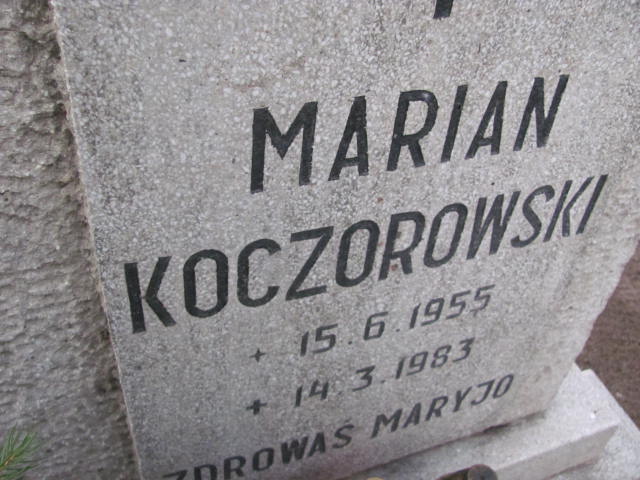 MARIAN
KOCZOROWSKI
+ 15.6.1955
+ 14.3.1983
ZDROWAŚ MARYJO